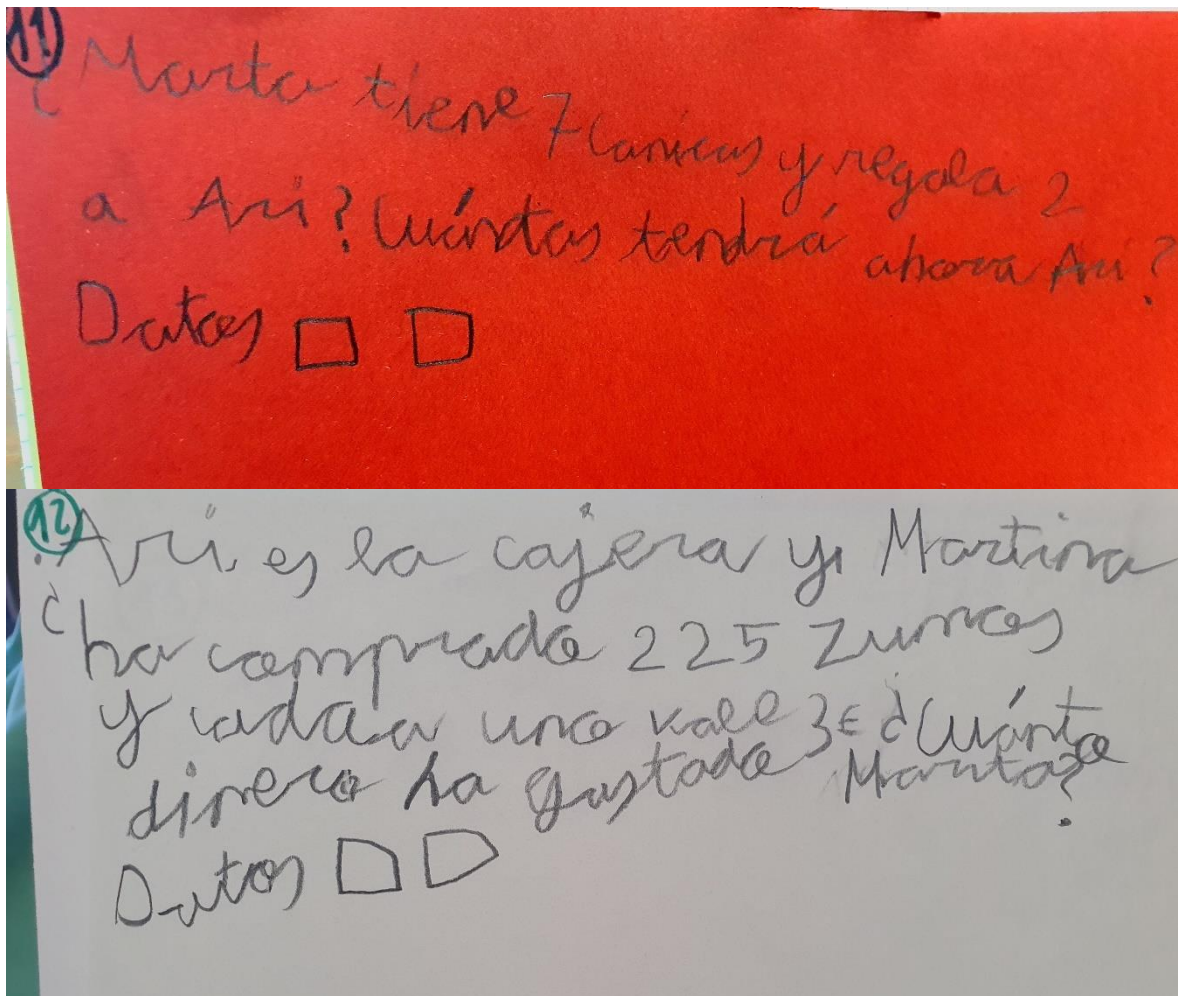 11
¿Marta tiene 7 canicas y regala 2
a Ari? Cuántas tendrá ahora Ari?
Datos
12
Ari es la cajera y Martina
¿ha comprado 225 zumos
y cada uno vale 3€ ¿Cuánto
dinero ha gastado Marta?
Datos